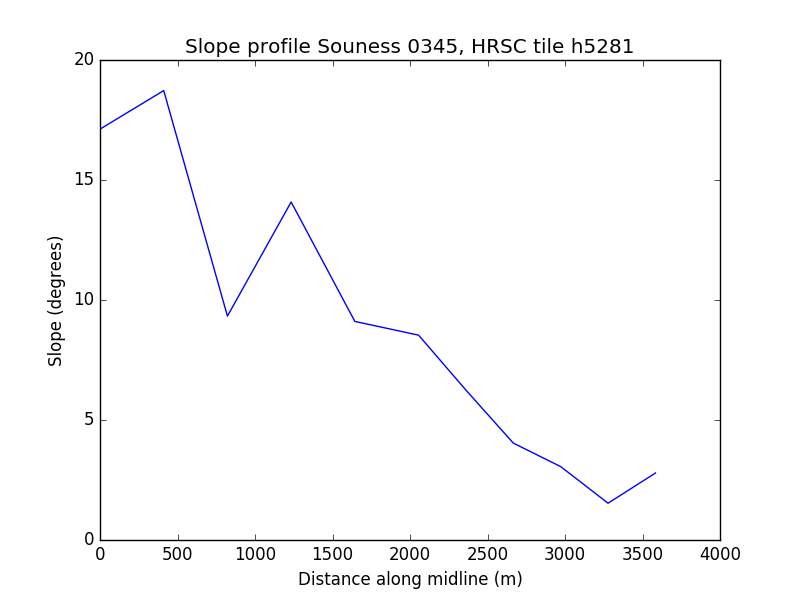 Slope profile Souness 0345, HRSC tile h5281
20
15
10
5
0
Slope (degrees)
0 500 1000 1500 2000 2500 3000 3500 4000
Distance along midline (m)